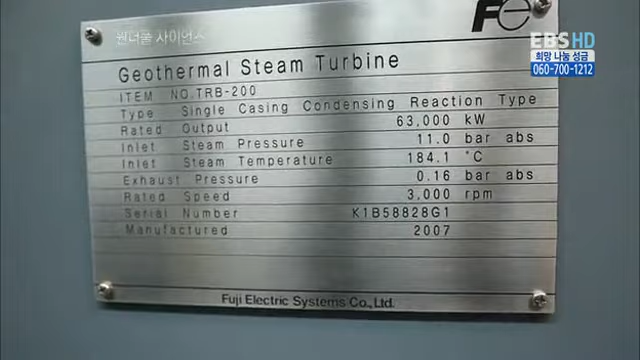 Fe
EBS HD
희망 나눔 성금
060-700-1212
원더풀 사이언스
Geothermal Steam Turbine
ITEM NO. TRB-200
Type Single Casing Condensing Reaction Type
Rated Output 63,000 kW
Inlet Steam Pressure 11.0 bar abs
Inlet Steam Temperature 184.1 °C
Exhaust Pressure 0.16 bar abs
Rated Speed 3,000 rpm
Serial Number K1B58828G1
Manufactured 2007
Fuji Electric Systems Co., Ltd.